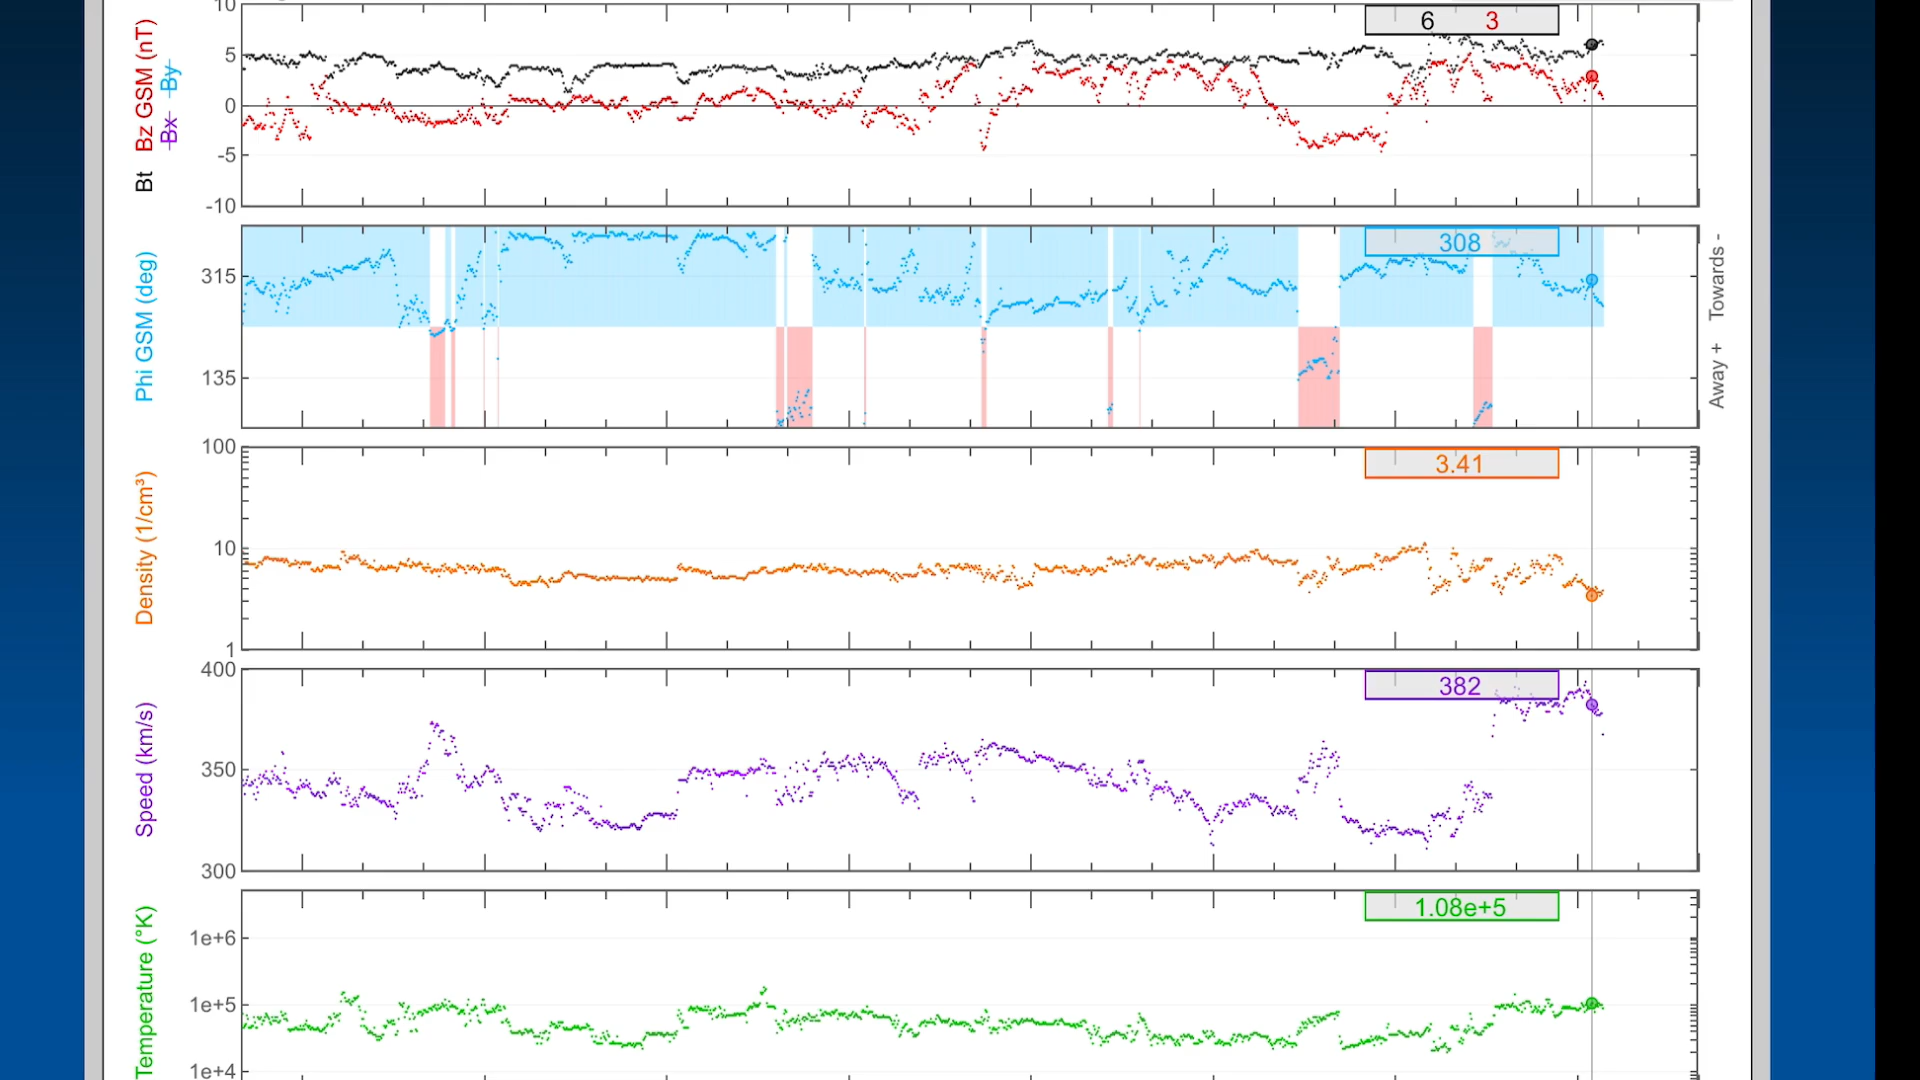 10
5
0
-5
-10
Bt Bz GSM (nT)
Bx By
6 3
315
135
Phi GSM (deg)
308
Away + Towards -
100
10
1
Density (1/cm³)
3.41
400
350
300
Speed (km/s)
382
1e+6
1e+5
1e+4
Temperature (°K)
1.08e+5